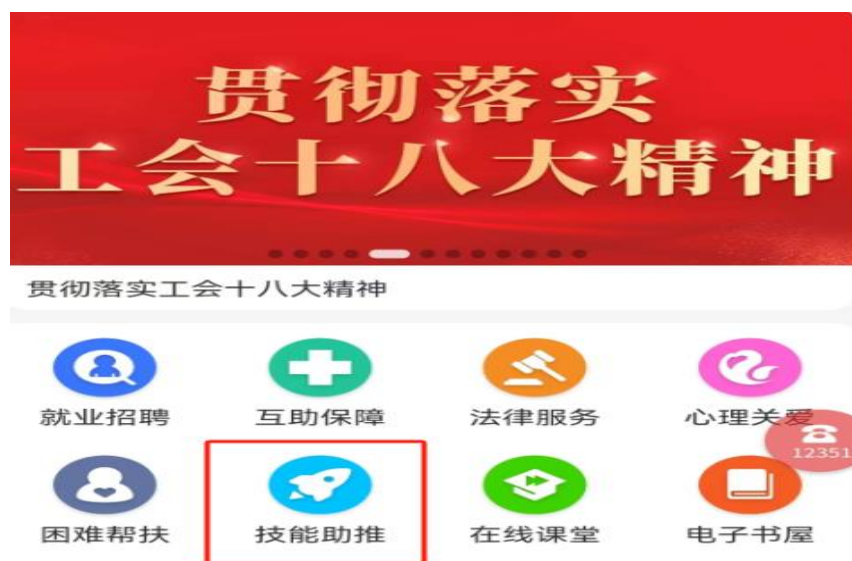 贯彻落实
工会十八大精神
贯彻落实工会十八大精神
就业招聘 互助保障 法律服务 心理关爱
12351
困难帮扶 技能助推 在线课堂 电子书屋